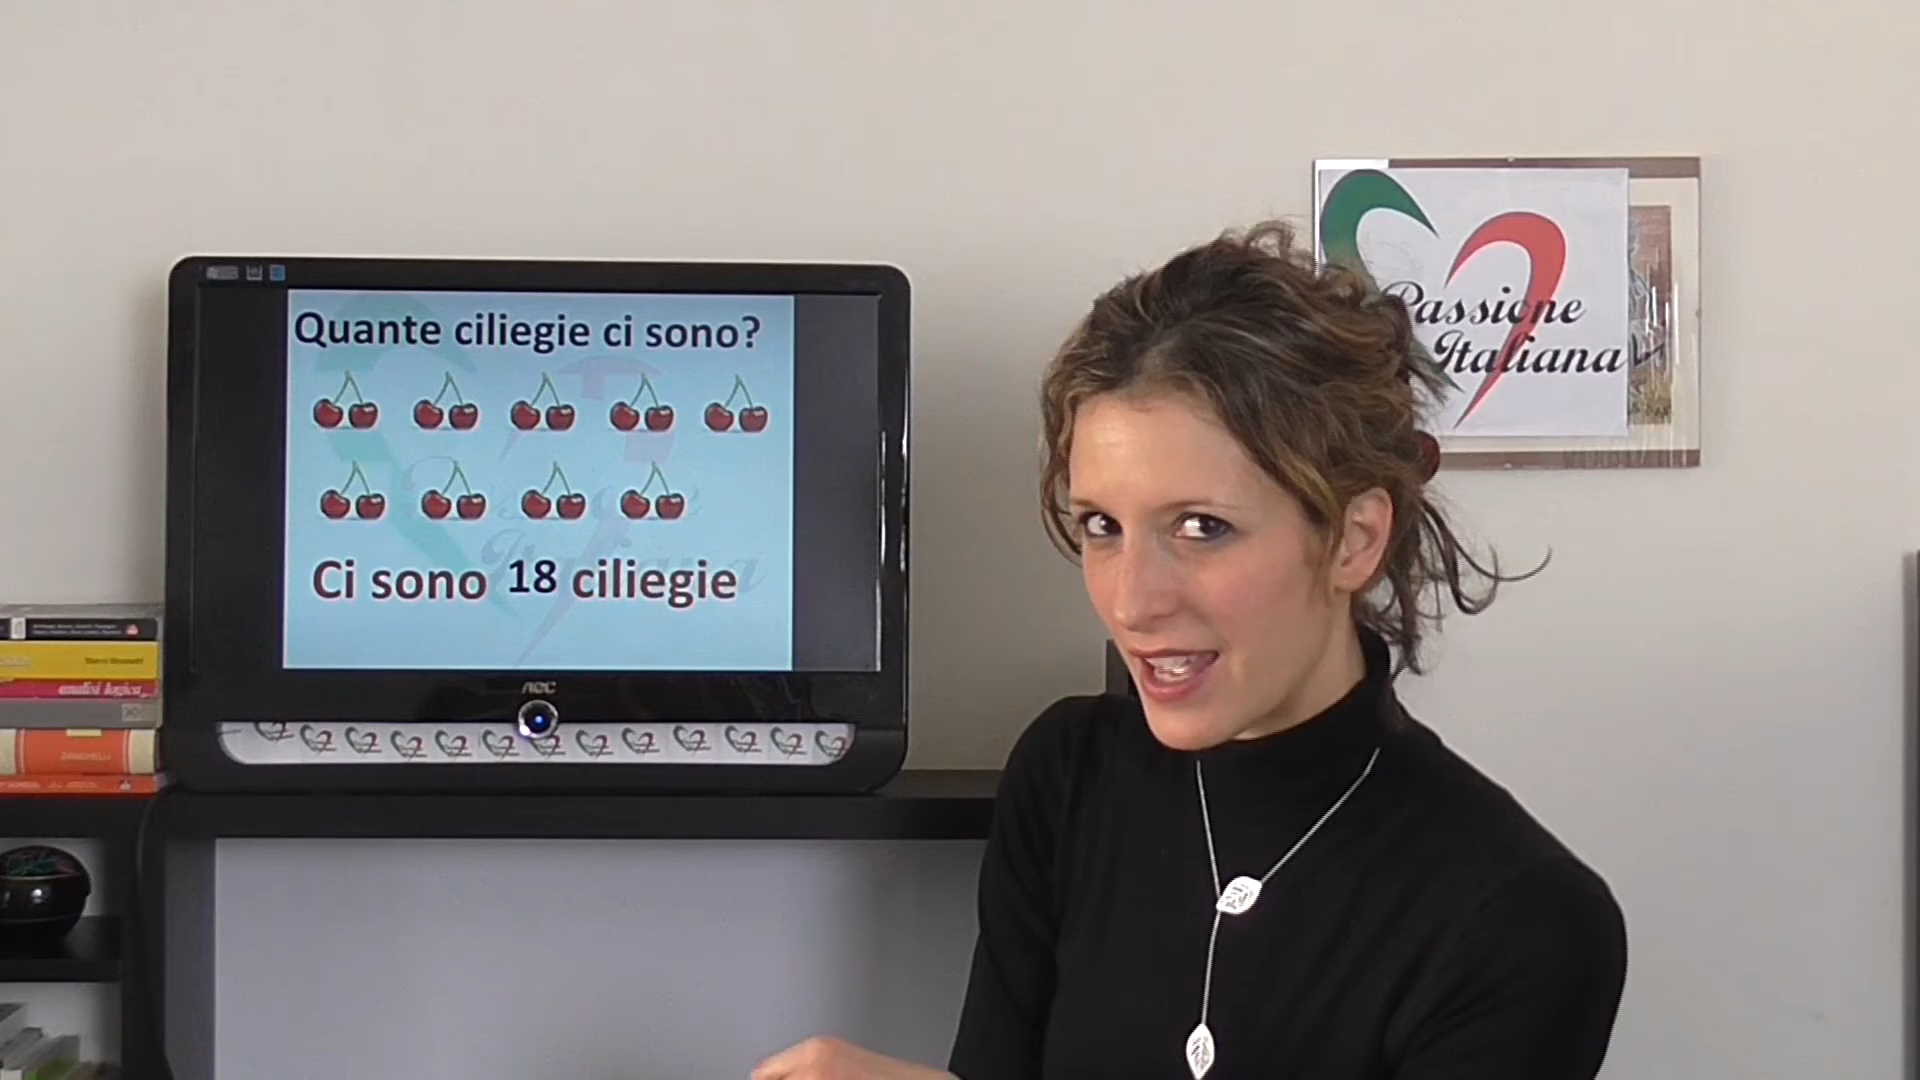 Quante ciliegie ci sono?
Ci sono 18 ciliegie
AOC
Passione
Italiana
analisi logica
ZANICHELLI